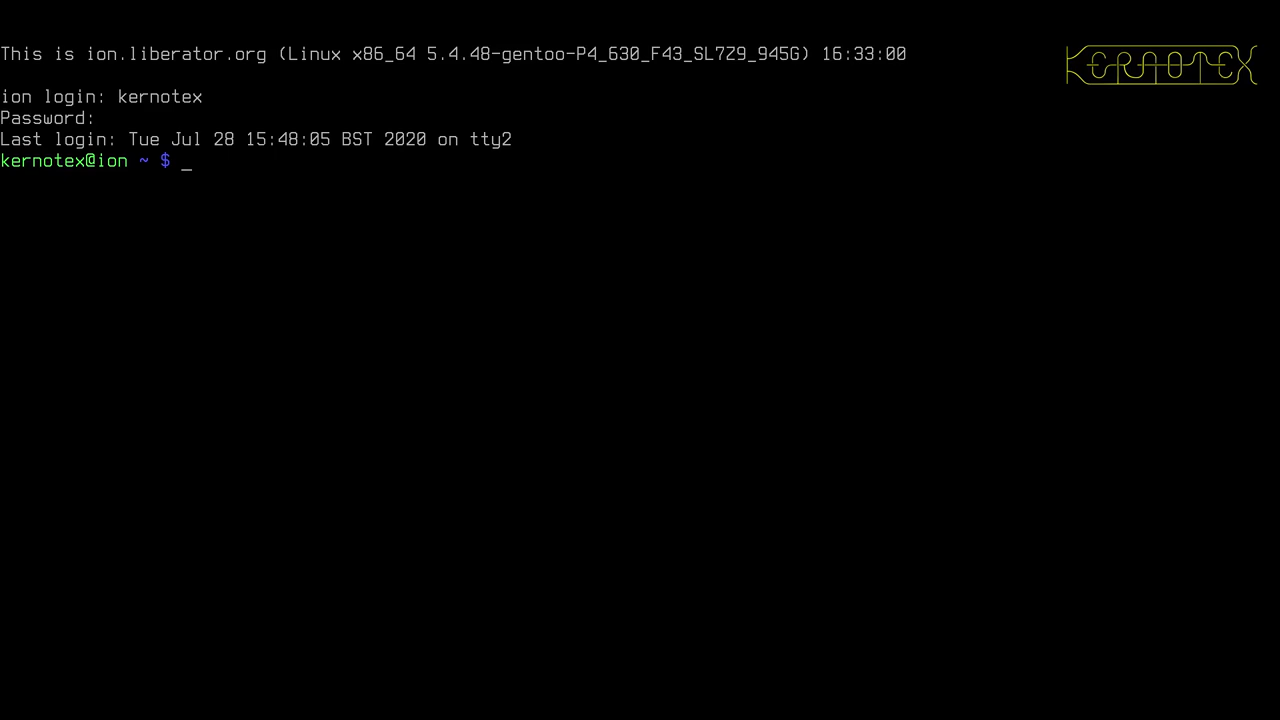 This is ion.liberator.org (Linux x86_64 5.4.48-gentoo-P4_630_F43_SL7Z9_945G) 16:33:00
KERNOTEX
ion login: kernotex
Password:
Last login: Tue Jul 28 15:48:05 BST 2020 on tty2
kernotex@ion ~ $ _